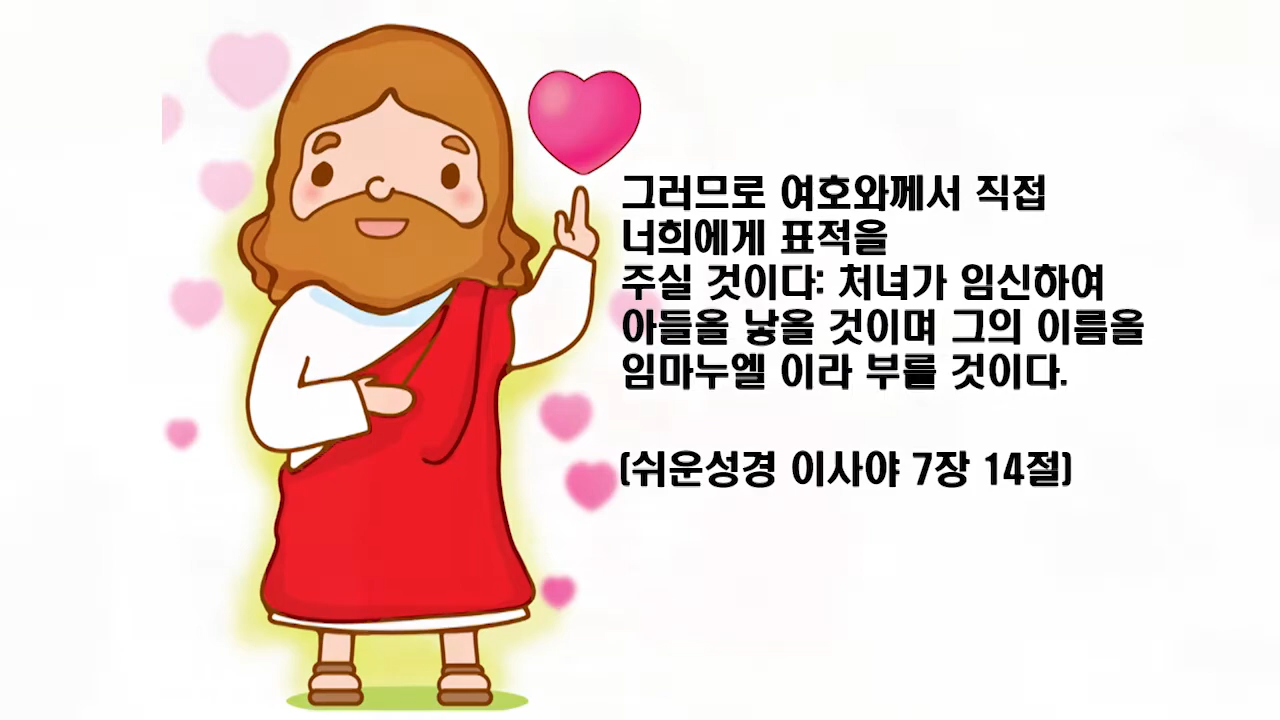 그러므로 여호와께서 직접
너희에게 표적을
주실 것이다: 처녀가 임신하여
아들을 낳을 것이며 그의 이름을
임마누엘 이라 부를 것이다.
(쉬운성경 이사야 7장 14절)